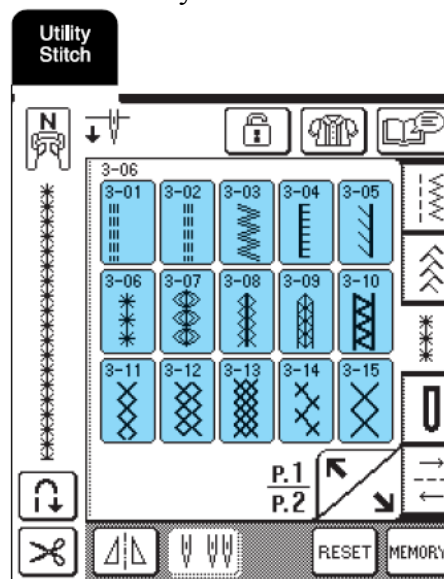 Utility
Stitch
N
3-06
3-01 3-02 3-03 3-04 3-05
3-06 3-07 3-08 3-09 3-10
3-11 3-12 3-13 3-14 3-15
P.1
P.2
RESET
MEMORY